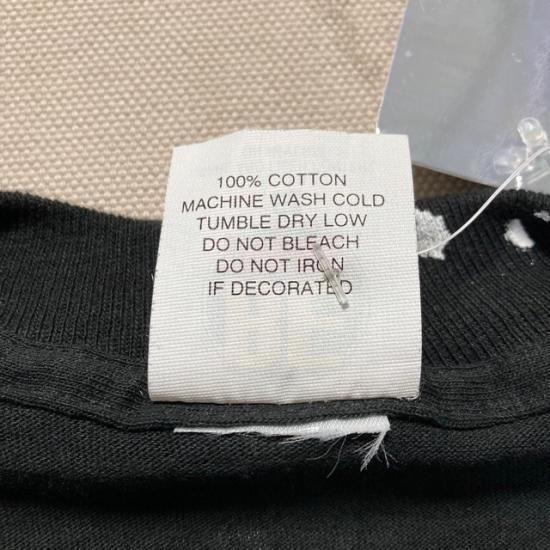 100% COTTON
MACHINE WASH COLD
TUMBLE DRY LOW
DO NOT BLEACH
DO NOT IRON
IF DECORATED